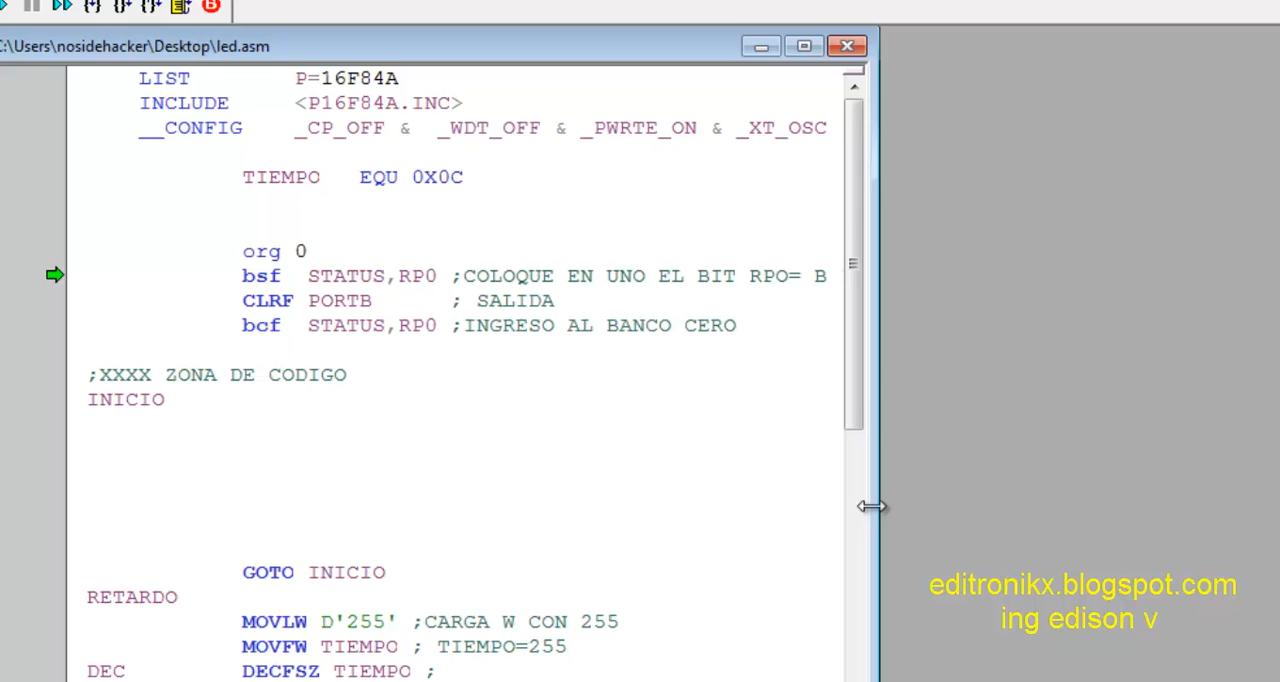 :\Users\nosidehacker\Desktop\led.asm
LIST P=16F84A
INCLUDE <P16F84A.INC>
__CONFIG _CP_OFF & _WDT_OFF & _PWRTE_ON & _XT_OSC
TIEMPO EQU 0X0C
org 0
bsf STATUS,RP0 ;COLOQUE EN UNO EL BIT RPO= B
CLRF PORTB ; SALIDA
bcf STATUS,RP0 ;INGRESO AL BANCO CERO
;XXXX ZONA DE CODIGO
INICIO
GOTO INICIO
RETARDO
MOVLW D'255' ;CARGA W CON 255
MOVFW TIEMPO ; TIEMPO=255
DEC DECFSZ TIEMPO ;
editronikx.blogspot.com
ing edison v